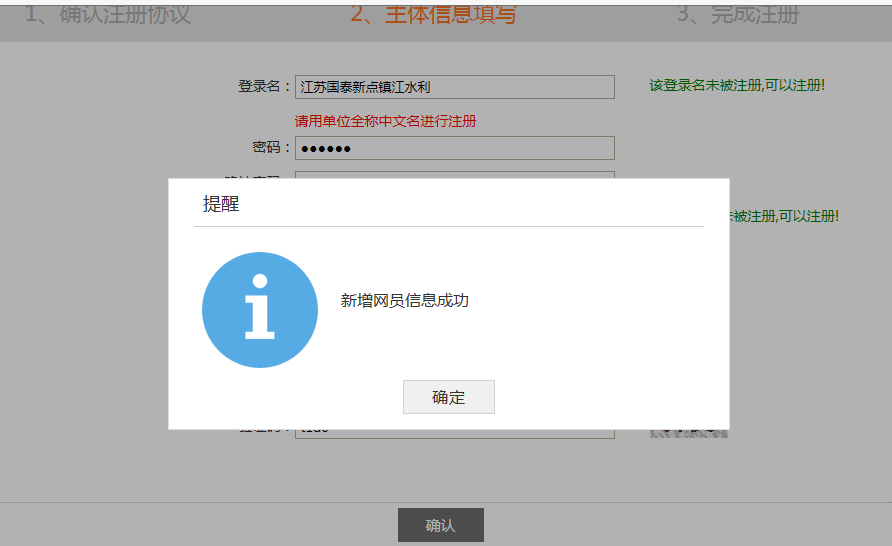 1、确认注册协议
2、主体信息填写
3、完成注册
登录名：
江苏国泰新点镇江水利
该登录名未被注册,可以注册!
请用单位全称中文名进行注册
密码：
●●●●●●
未被注册,可以注册!
提醒
新增网员信息成功
确定
确认